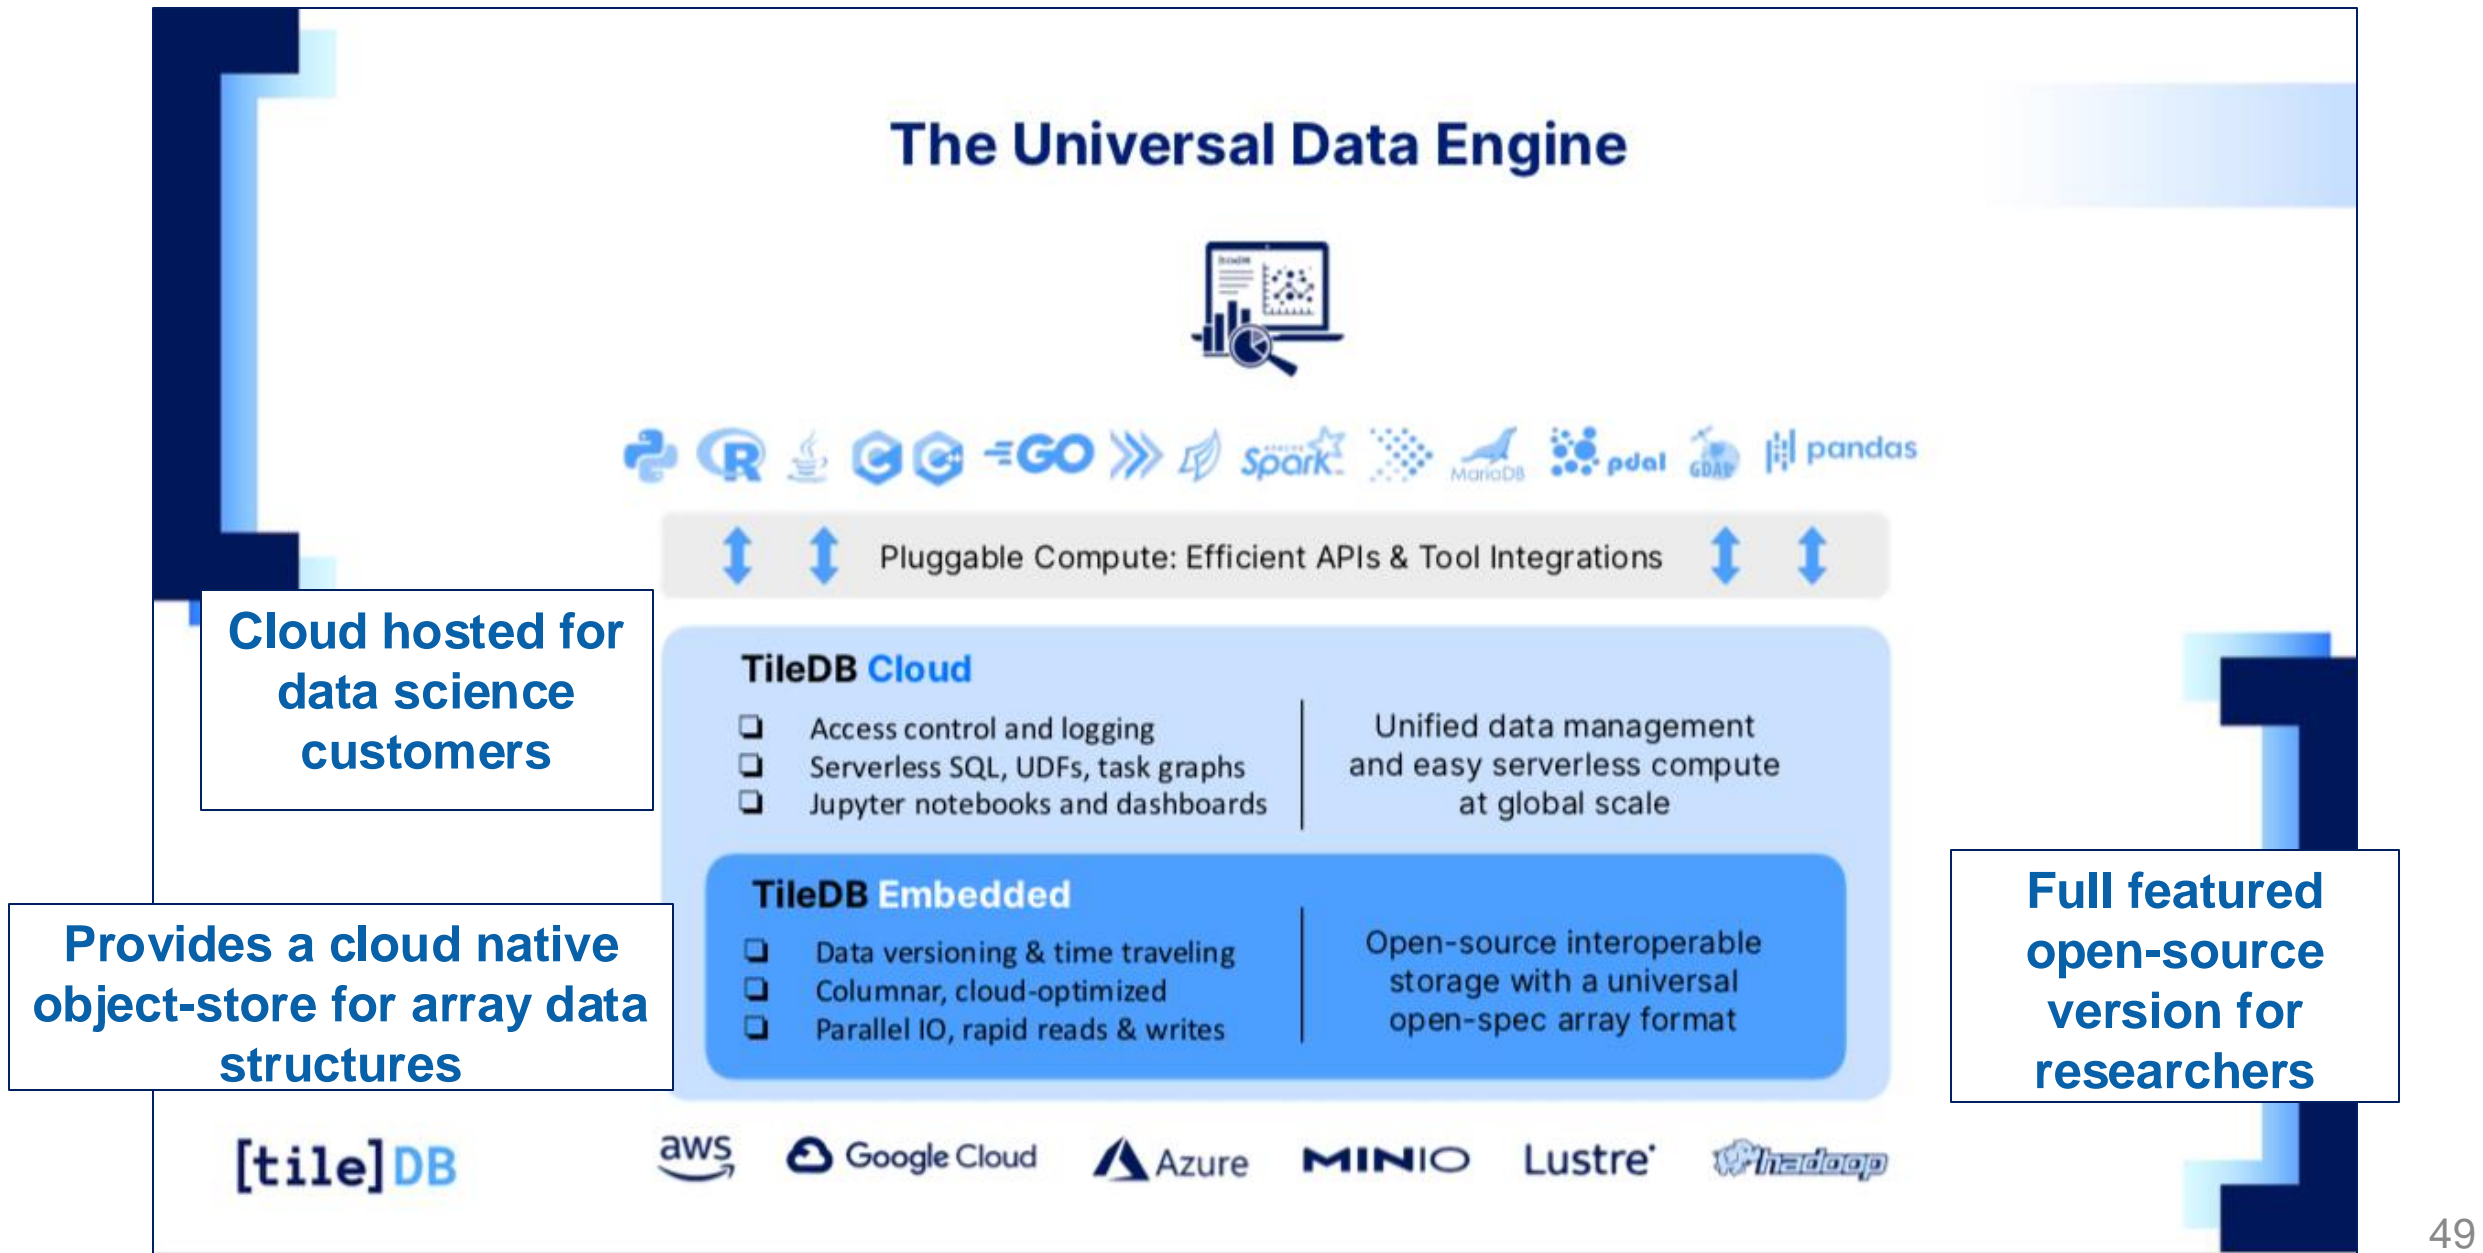 The Universal Data Engine
R
GO
APACHE
Spark
MariaDB
pdal
GDAL
pandas
Pluggable Compute: Efficient APIs & Tool Integrations
Cloud hosted for
data science
customers
TileDB Cloud
Access control and logging
Serverless SQL, UDFs, task graphs
Jupyter notebooks and dashboards
Unified data management
and easy serverless compute
at global scale
Provides a cloud native
object-store for array data
structures
TileDB Embedded
Data versioning & time traveling
Columnar, cloud-optimized
Parallel IO, rapid reads & writes
Open-source interoperable
storage with a universal
open-spec array format
Full featured
open-source
version for
researchers
[tile]DB
aws
Google Cloud
Azure
MINIO
Lustre
hadoop
49